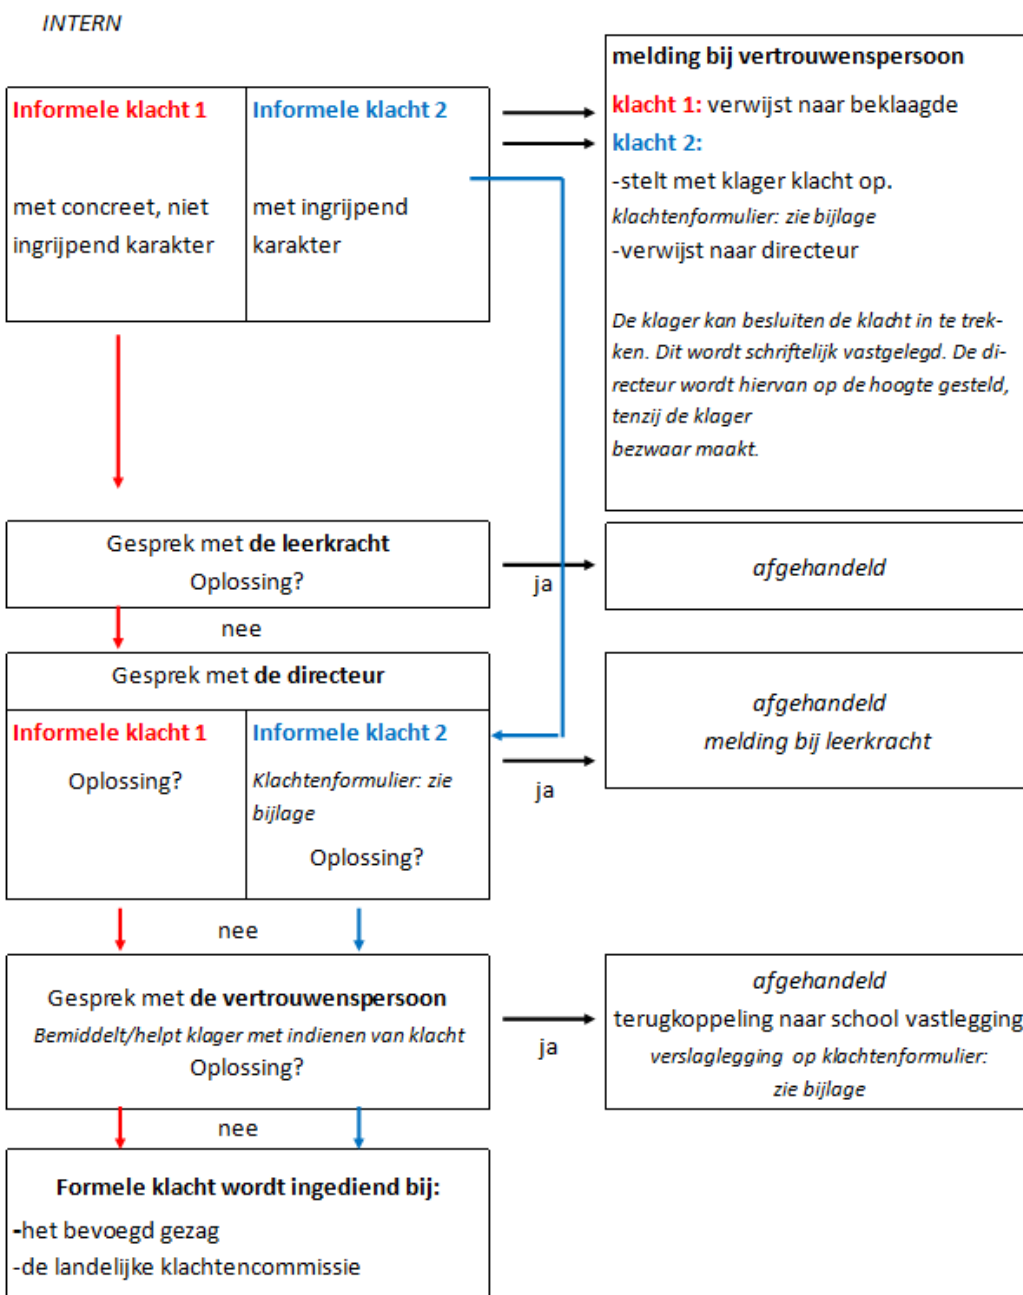 INTERN
Informele klacht 1
met concreet, niet
ingrijpend karakter
Informele klacht 2
met ingrijpend
karakter
melding bij vertrouwenspersoon
klacht 1: verwijst naar beklaagde
klacht 2:
-stelt met klager klacht op.
klachtenformulier: zie bijlage
-verwijst naar directeur
De klager kan besluiten de klacht in te trek-
ken. Dit wordt schriftelijk vastgelegd. De di-
recteur wordt hiervan op de hoogte gesteld,
tenzij de klager
bezwaar maakt.
Gesprek met de leerkracht
Oplossing?
ja
afgehandeld
nee
Gesprek met de directeur
Informele klacht 1
Oplossing?
Informele klacht 2
Klachtenformulier: zie
bijlage
Oplossing?
ja
afgehandeld
melding bij leerkracht
nee
Gesprek met de vertrouwenspersoon
Bemiddelt/helpt klager met indienen van klacht
Oplossing?
ja
afgehandeld
terugkoppeling naar school vastlegging
verslaglegging op klachtenformulier:
zie bijlage
nee
Formele klacht wordt ingediend bij:
-het bevoegd gezag
-de landelijke klachtencommissie